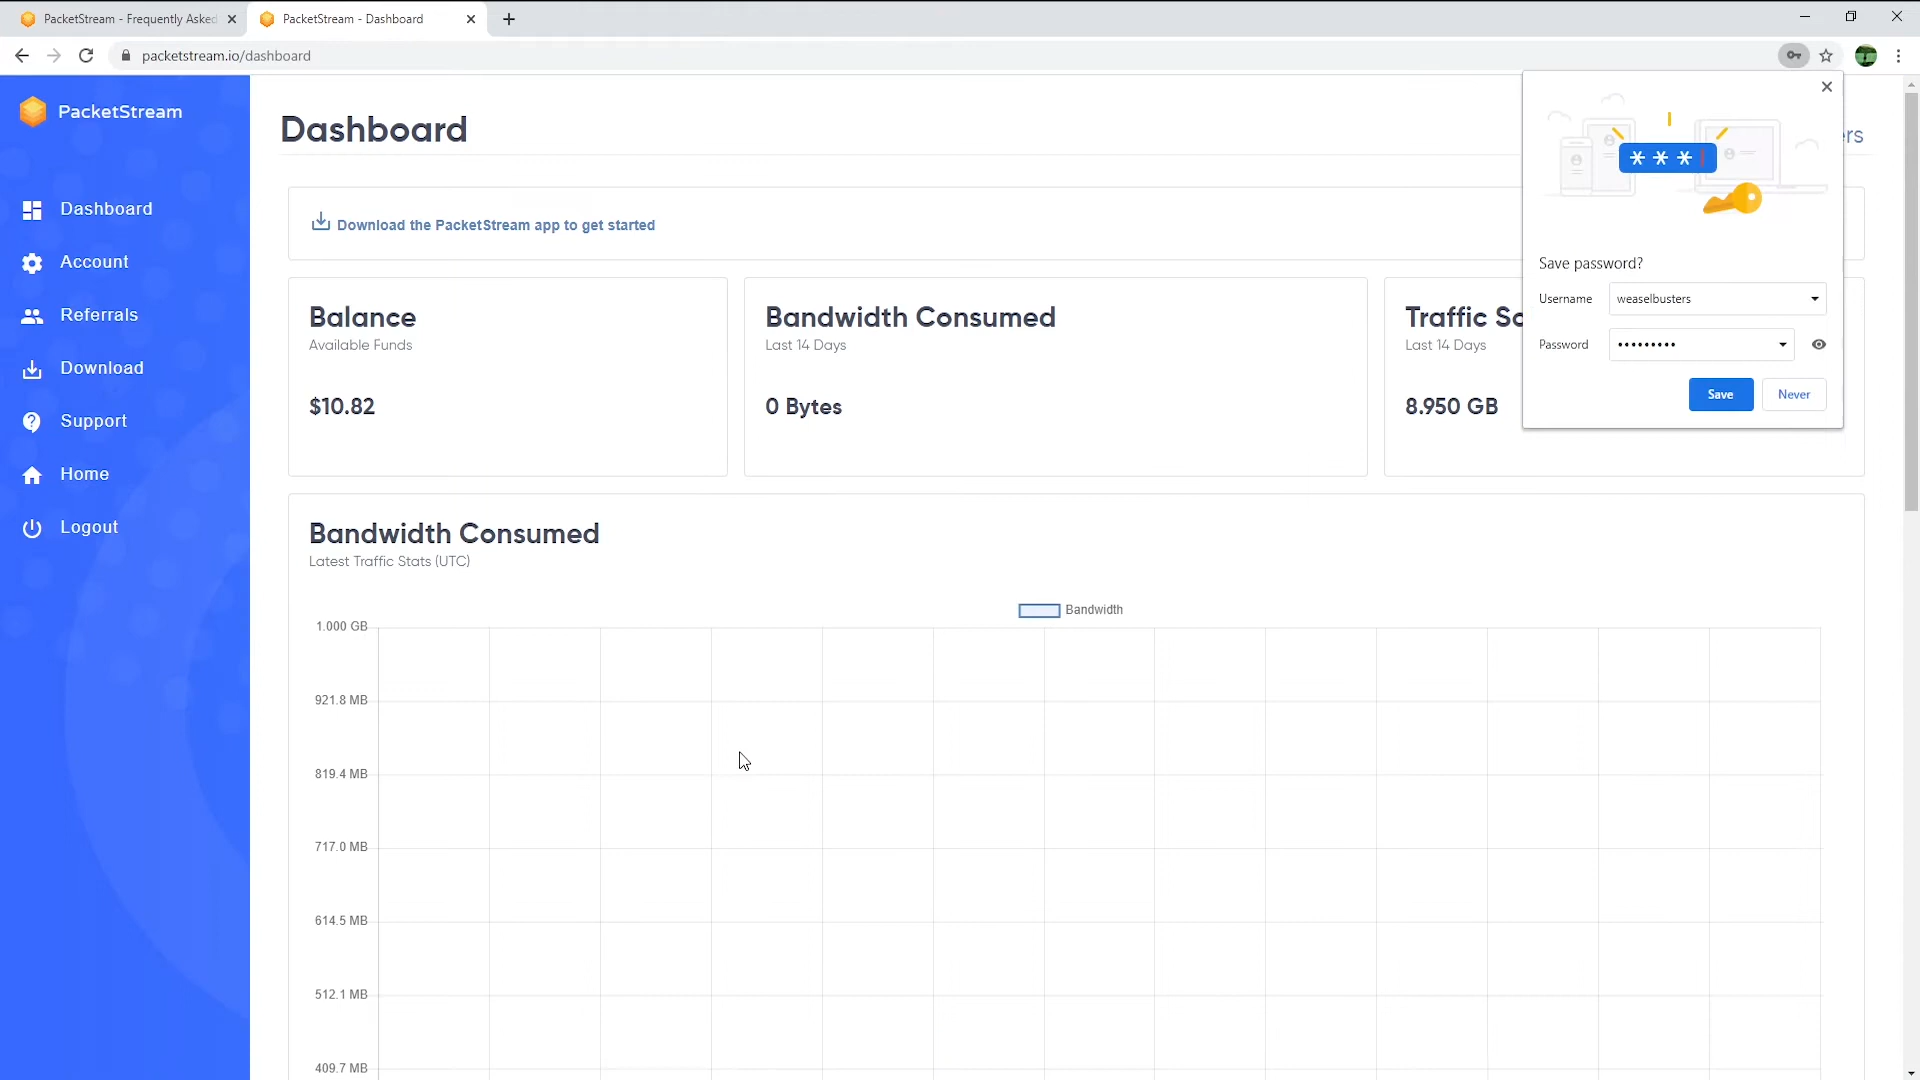 PacketStream - Frequently Asked
PacketStream - Dashboard
packetstream.io/dashboard
PacketStream
Dashboard
Account
Referrals
Download
Support
Home
Logout
Dashboard
Download the PacketStream app to get started
Balance
Available Funds
$10.82
Bandwidth Consumed
Last 14 Days
0 Bytes
Traffic
Last 14 Days
8.950 GB
Save password?
Username
weaselbusters
Password
•••••••••
Save
Never
Bandwidth Consumed
Latest Traffic Stats (UTC)
Bandwidth
1.000 GB
921.8 MB
819.4 MB
717.0 MB
614.5 MB
512.1 MB
409.7 MB